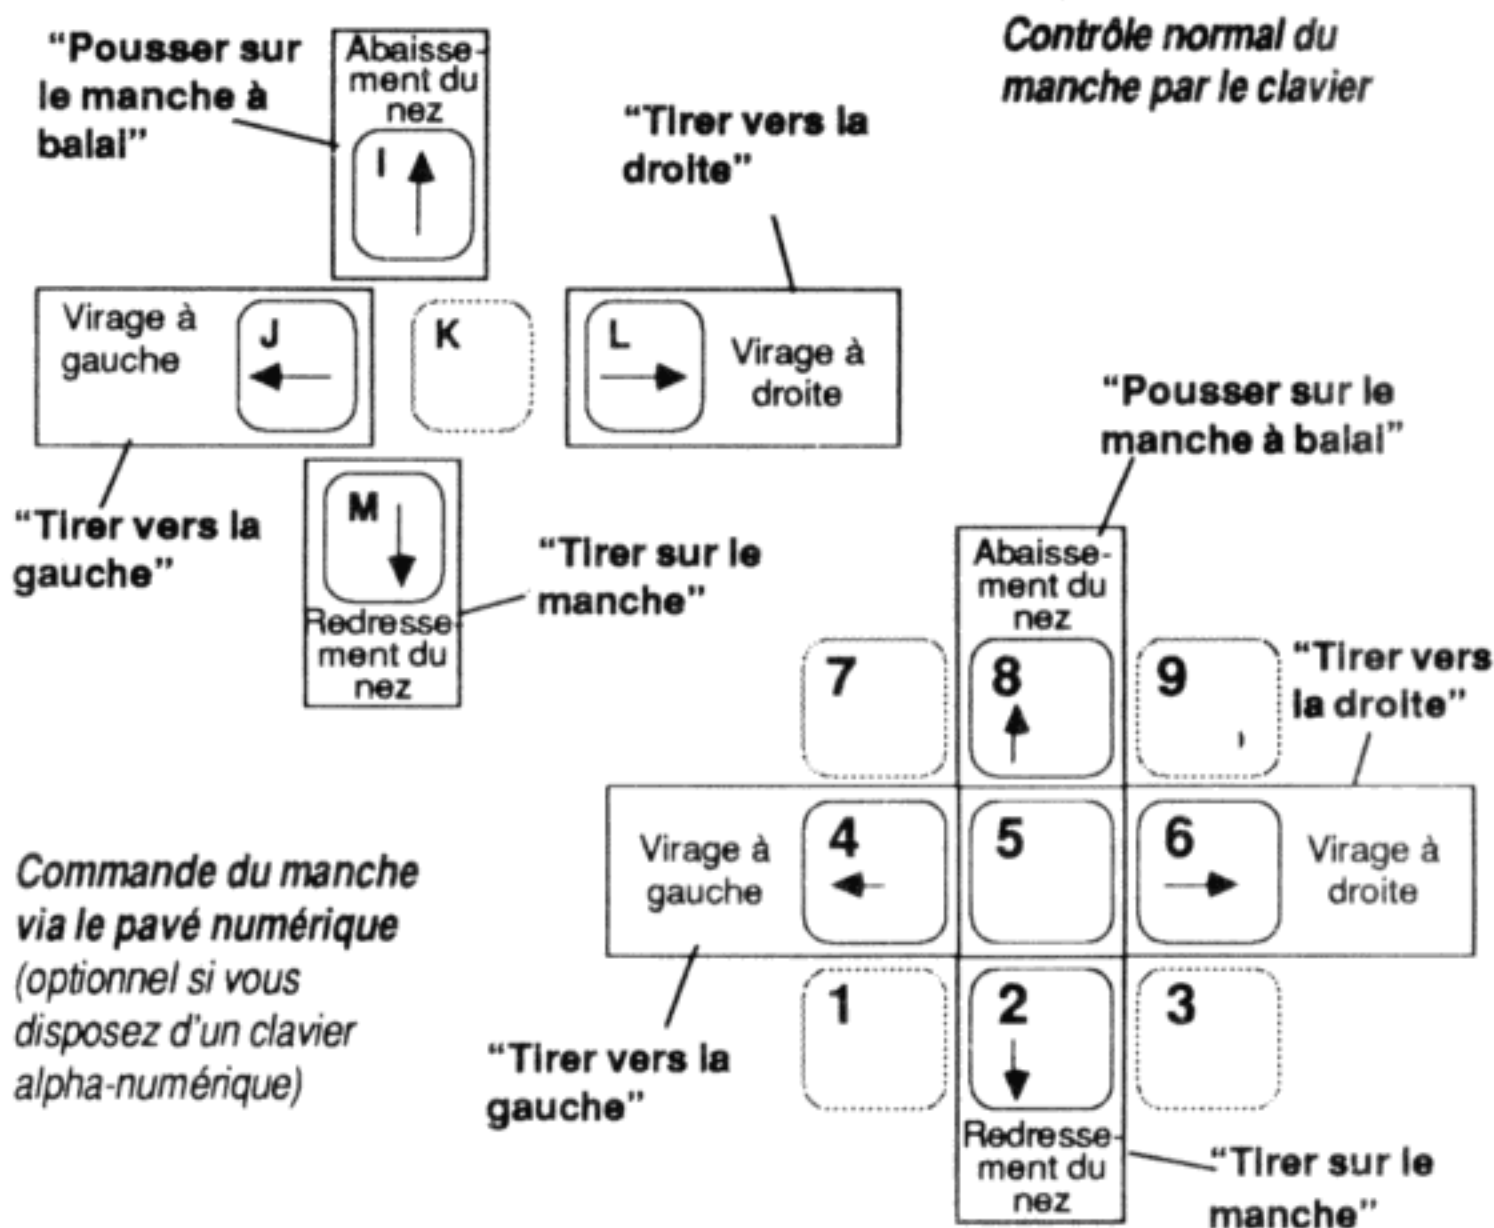 Contrôle normal du
manche par le clavier
“Pousser sur
le manche à
balai”
Abaisse-
ment du
nez
I
“Tirer vers la
droite”
Virage à
gauche
J
K
L
Virage à
droite
“Tirer vers la
gauche”
M
Redresse-
ment du
nez
“Tirer sur le
manche”
Commande du manche
via le pavé numérique
(optionnel si vous
disposez d'un clavier
alpha-numérique)
“Pousser sur le
manche à balai”
Abaisse-
ment du
nez
7
8
9
“Tirer vers
la droite”
Virage à
gauche
4
5
6
Virage à
droite
“Tirer vers la
gauche”
1
2
3
Redresse-
ment du
nez
“Tirer sur le
manche”